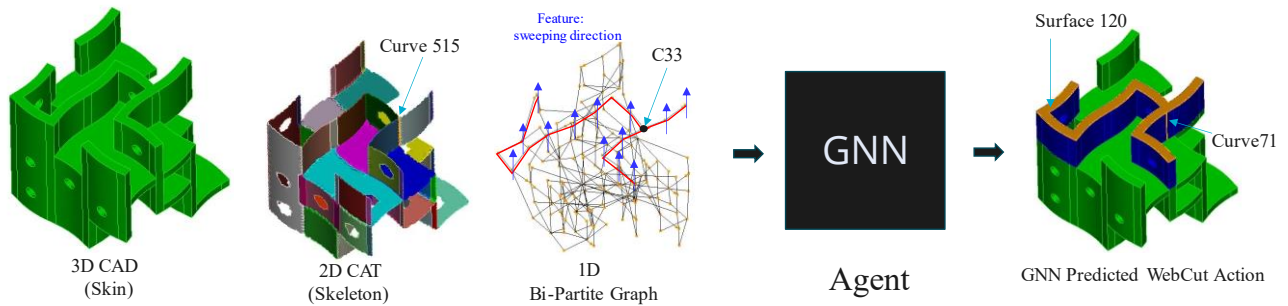 Feature:
sweeping direction
Curve 515
C33
Surface 120
Curve71
GNN
3D CAD
(Skin)
2D CAT
(Skeleton)
1D
Bi-Partite Graph
Agent
GNN Predicted WebCut Action